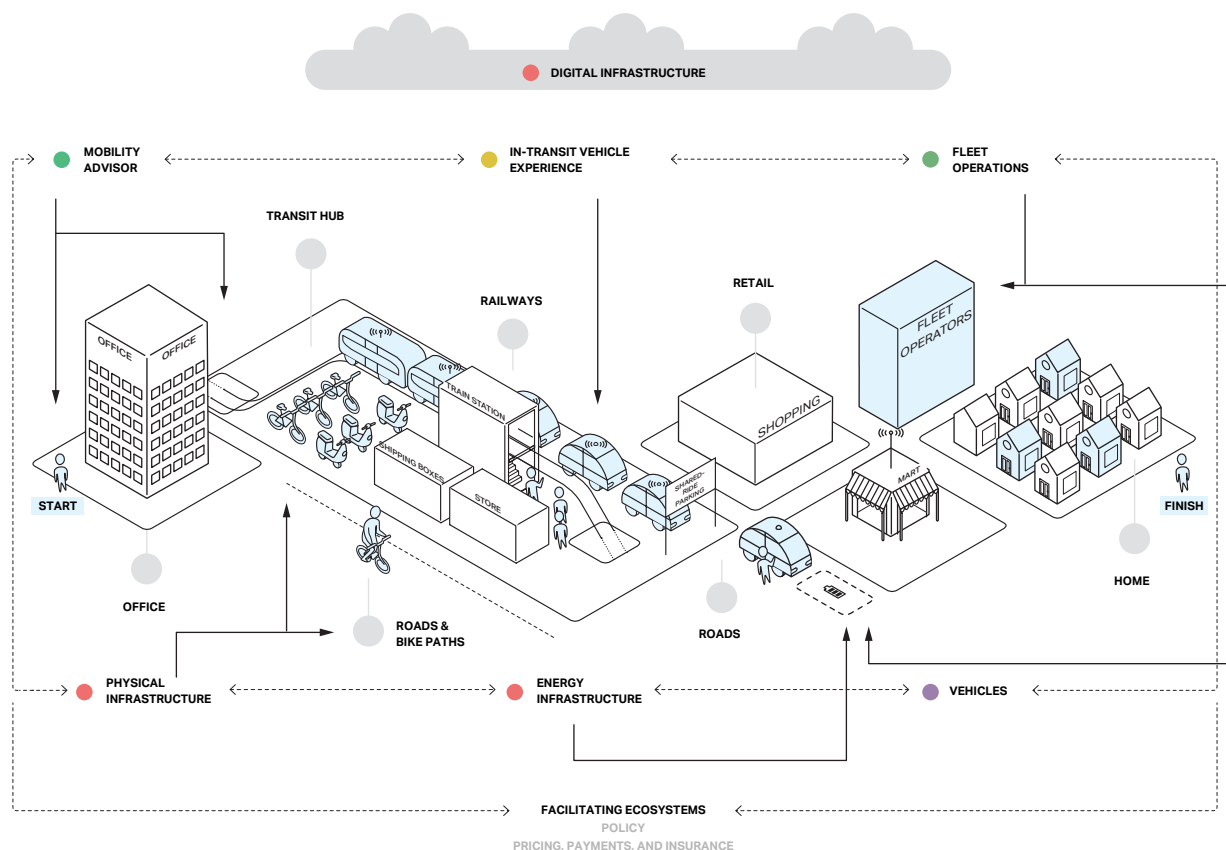 DIGITAL INFRASTRUCTURE
MOBILITY
ADVISOR
IN-TRANSIT VEHICLE
EXPERIENCE
FLEET
OPERATIONS
TRANSIT HUB
RAILWAYS
RETAIL
OFFICE
OFFICE
TRAIN STATION
SHIPPING BOXES
STORE
SHARED-
RIDE
PARKING
SHOPPING
FLEET
OPERATORS
MART
START
FINISH
OFFICE
ROADS &
BIKE PATHS
ROADS
HOME
PHYSICAL
INFRASTRUCTURE
ENERGY
INFRASTRUCTURE
VEHICLES
FACILITATING ECOSYSTEMS
POLICY
PRICING, PAYMENTS, AND INSURANCE